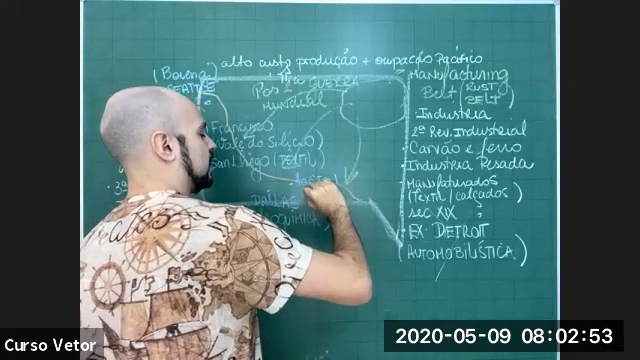 alto custo produção + ocupação Pacífico
Boeing
SEATTLE
Pós 2ª GUERRA
MUNDIAL
Francisco
Vale do Silício)
San Diego (TEXTIL)
DALLAS
Manufacturing
Belt (RUST
BELT)
Industria
2ª Rev. Industrial
Carvão e ferro
Industria Pesada
Manufaturados
(Textil/calçados)
sec XIX
EX: DETROIT
(AUTOMOBILÍSTICA)
Curso Vetor
2020-05-09 08:02:53